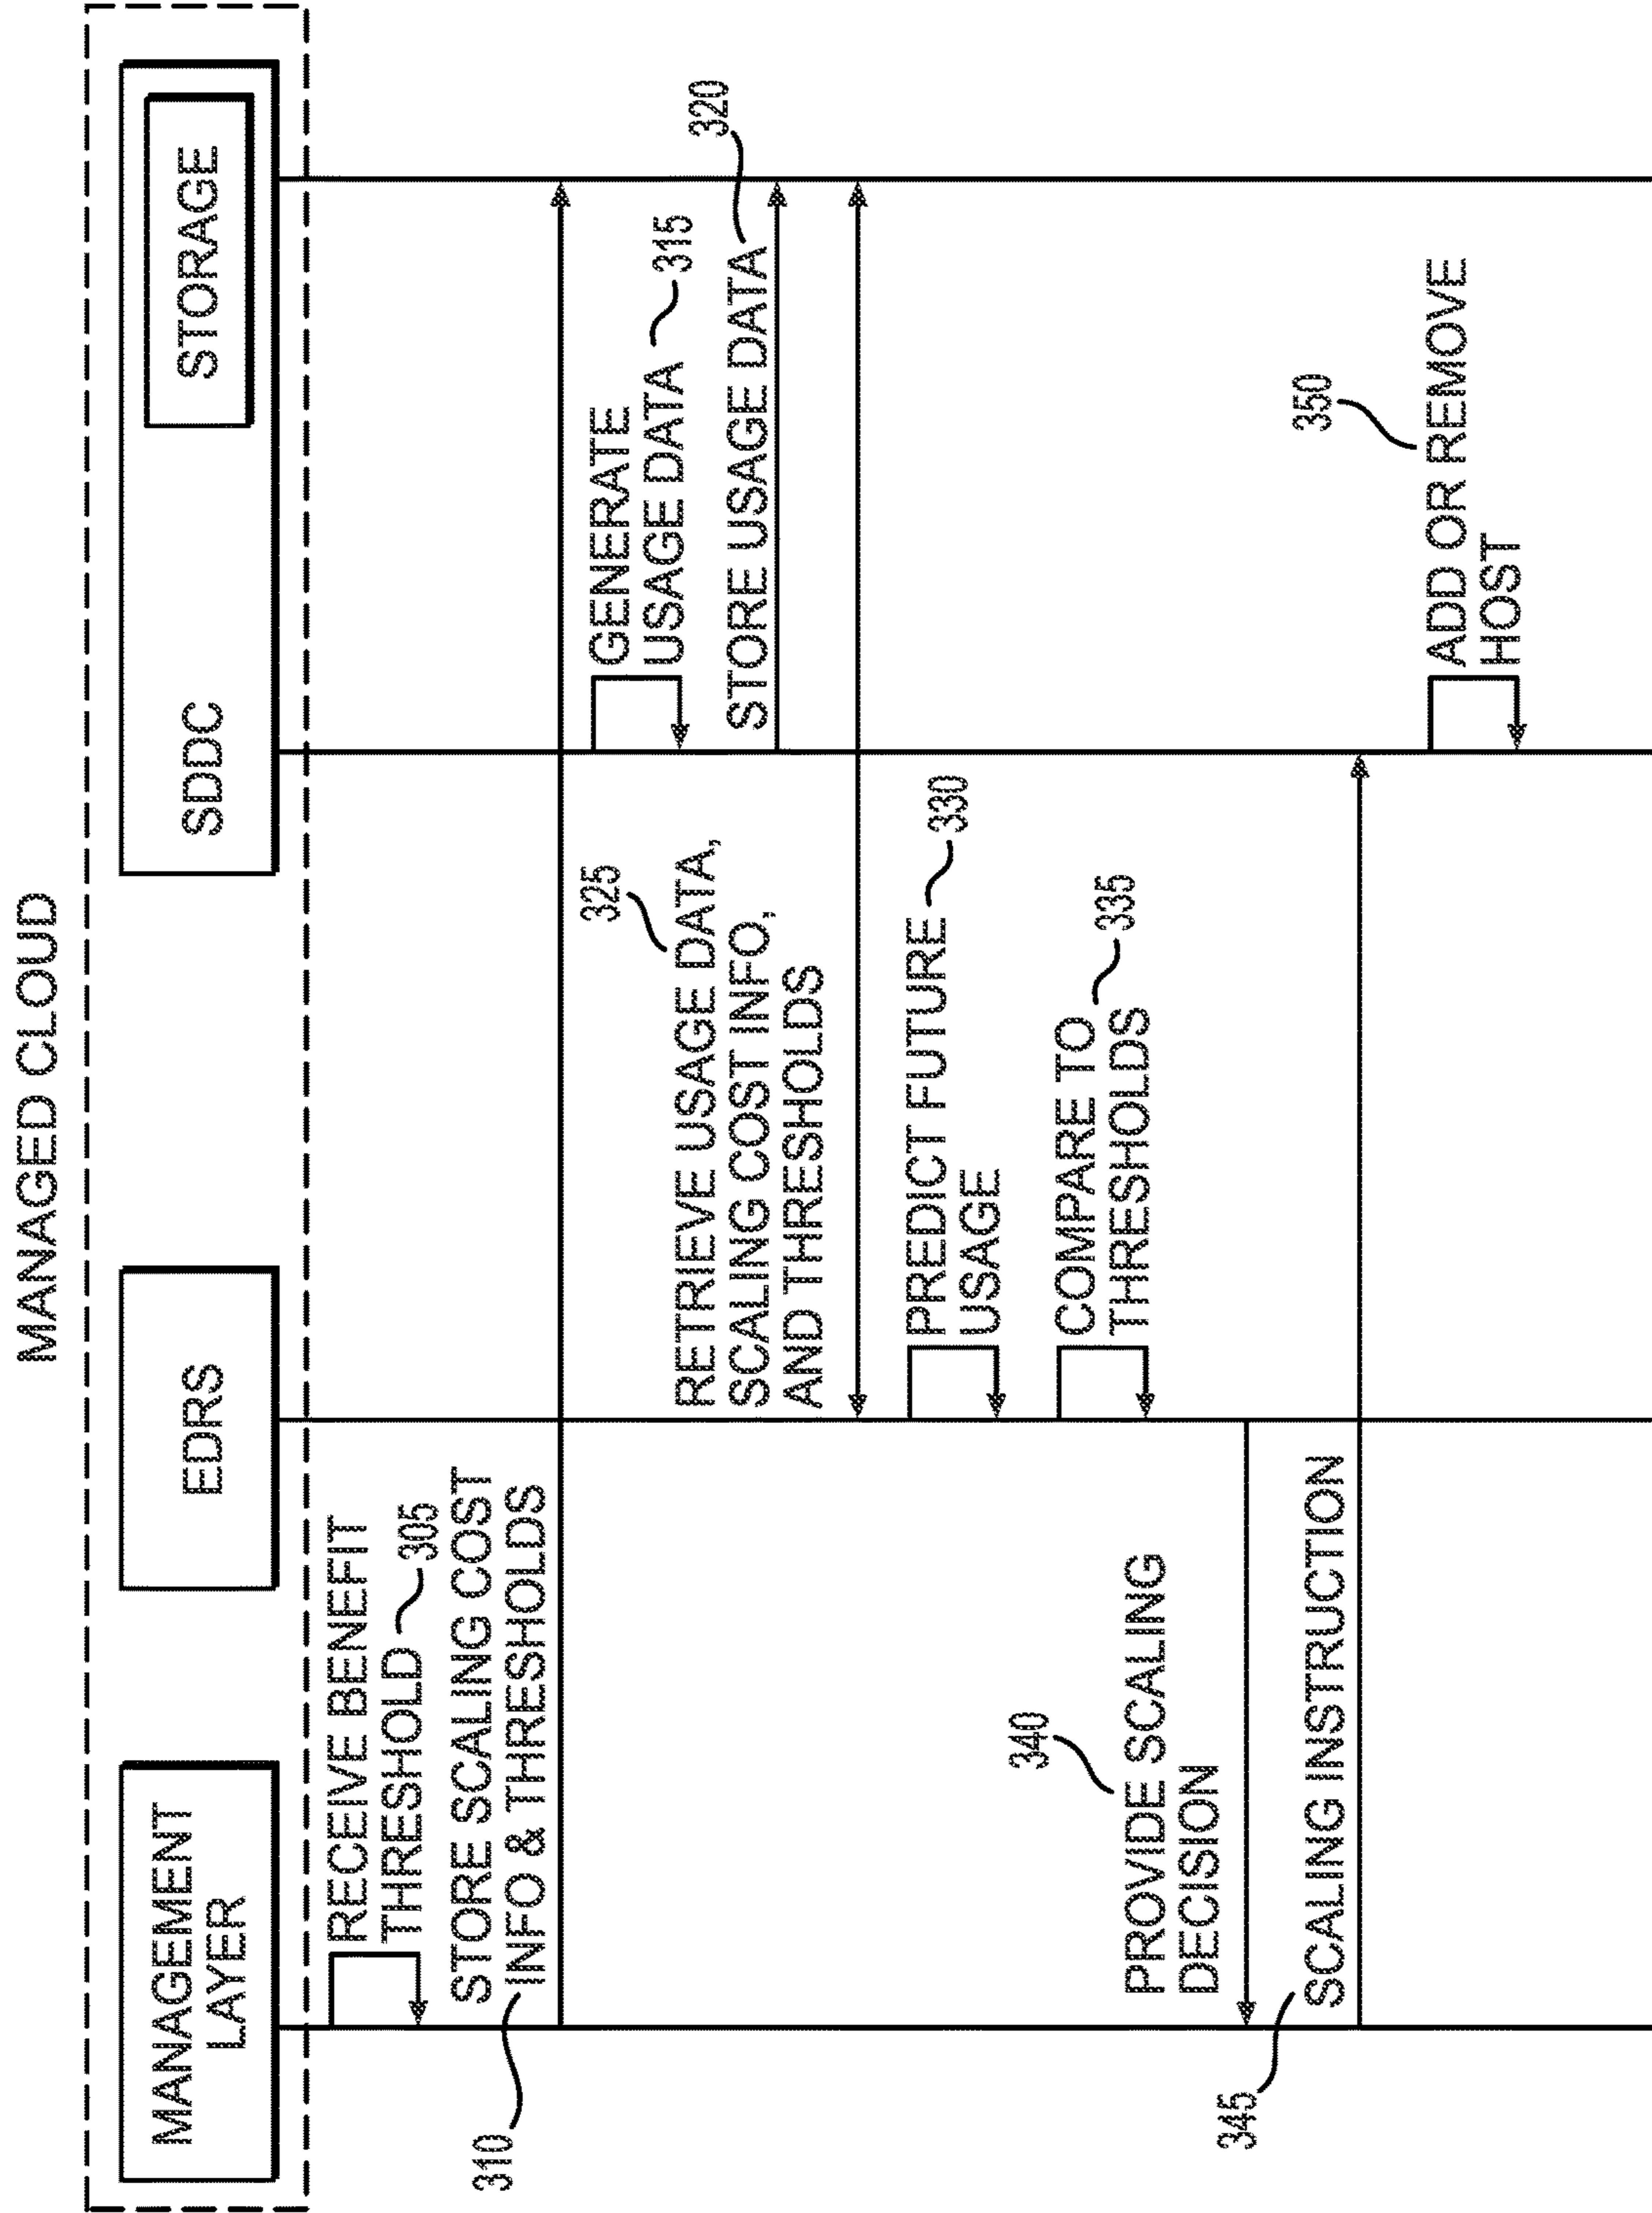 MANAGED CLOUD
MANAGEMENT
LAYER
EDRS
SDDC
STORAGE
RECEIVE BENEFIT
THRESHOLD
305
STORE SCALING COST
INFO & THRESHOLDS
310
GENERATE
USAGE DATA
315
STORE USAGE DATA
320
325
RETRIEVE USAGE DATA,
SCALING COST INFO,
AND THRESHOLDS
PREDICT FUTURE
USAGE
330
COMPARE TO
THRESHOLDS
335
340
PROVIDE SCALING
DECISION
345
SCALING INSTRUCTION
350
ADD OR REMOVE
HOST